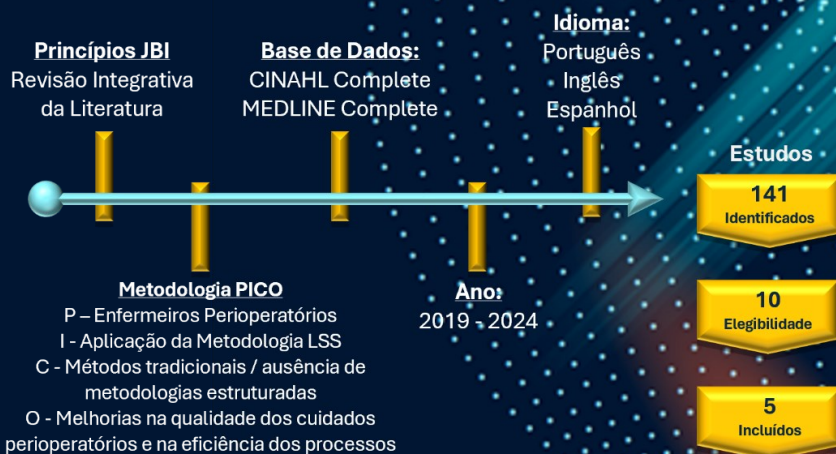 Princípios JBI
Revisão Integrativa
da Literatura
Base de Dados:
CINAHL Complete
MEDLINE Complete
Idioma:
Português
Inglês
Espanhol
Metodologia PICO
P – Enfermeiros Perioperatórios
I - Aplicação da Metodologia LSS
C - Métodos tradicionais / ausência de
metodologias estruturadas
O - Melhorias na qualidade dos cuidados
perioperatórios e na eficiência dos processos
Ano:
2019 - 2024
Estudos
141
Identificados
10
Elegibilidade
5
Incluídos